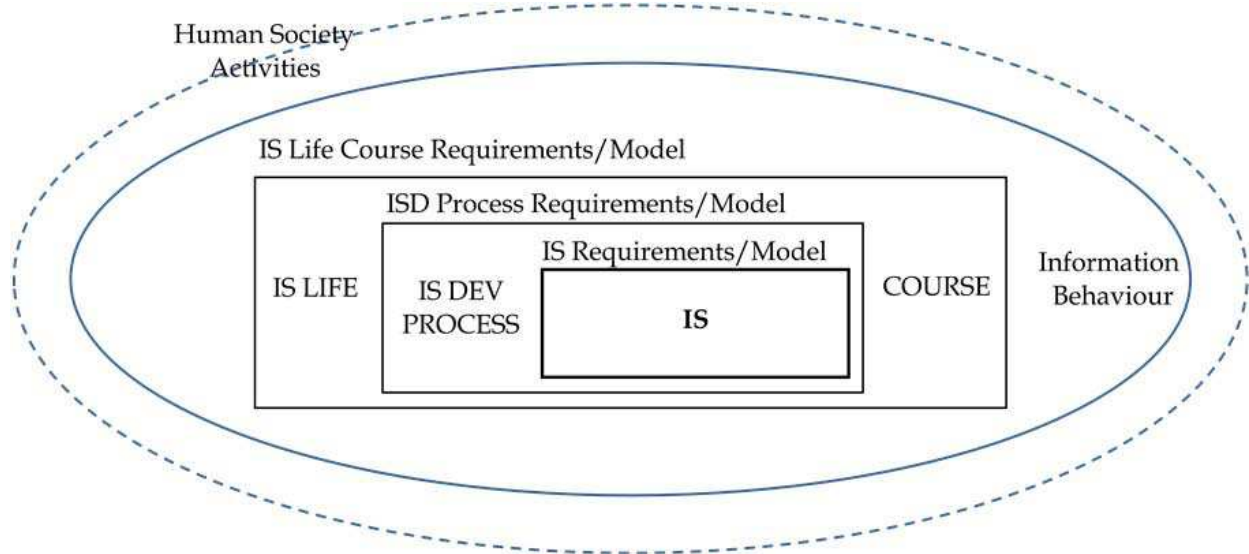 Human Society
Activities
IS Life Course Requirements/Model
ISD Process Requirements/Model
IS Requirements/Model
IS LIFE
IS DEV
PROCESS
IS
COURSE
Information
Behaviour